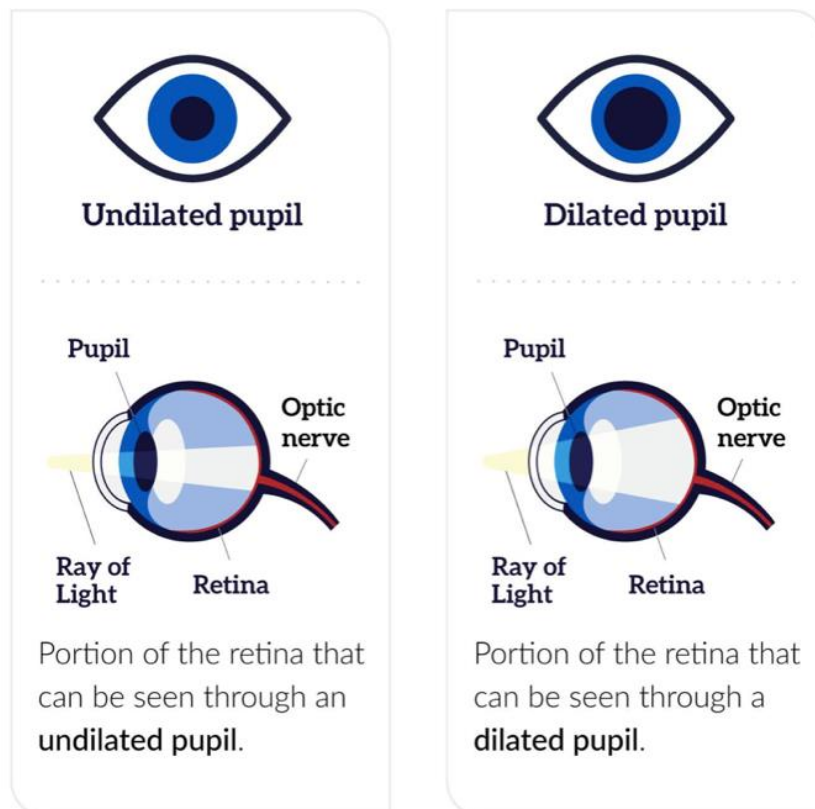 Undilated pupil
Pupil
Optic
nerve
Ray of
Light
Retina
Portion of the retina that
can be seen through an
undilated pupil.
Dilated pupil
Pupil
Optic
nerve
Ray of
Light
Retina
Portion of the retina that
can be seen through a
dilated pupil.